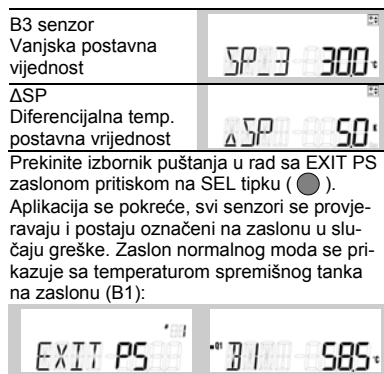 B3 senzor
Vanjska postavna
vijednost
SP_3 30.0 °
ΔSP
Diferencijalna temp.
postavna vrijednost
ΔSP 5.0 °
Prekinite izbornik puštanja u rad sa EXIT PS
zaslonom pritiskom na SEL tipku ( ).
Aplikacija se pokreće, svi senzori se provje-
ravaju i postaju označeni na zaslonu u slu-
čaju greške. Zaslon normalnog moda se pri-
kazuje sa temperaturom spremišnog tanka
na zaslonu (B1):
EXIT PS
B1 58.5 °